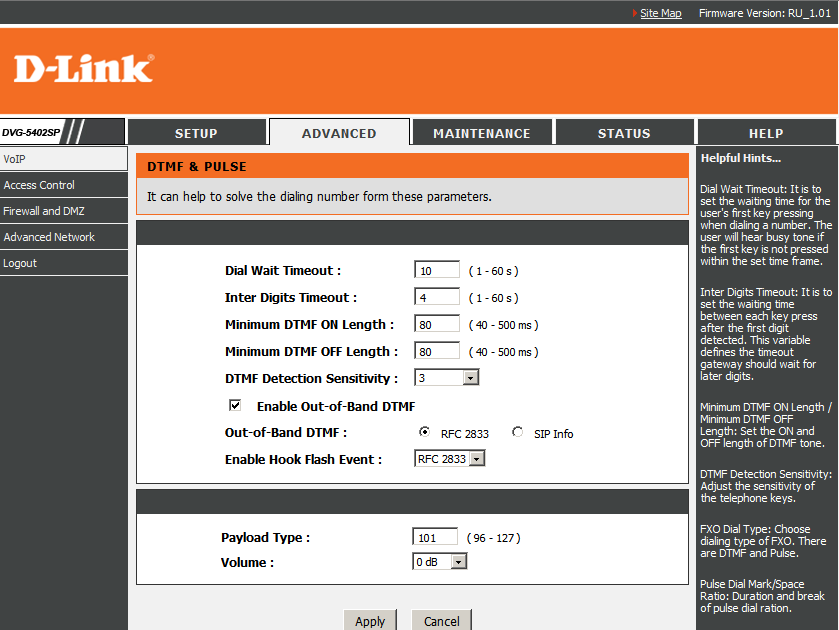 Site Map Firmware Version: RU_1.01
D-Link®
DVG-5402SP SETUP ADVANCED MAINTENANCE STATUS HELP
VoIP
Access Control
Firewall and DMZ
Advanced Network
Logout
DTMF & PULSE
It can help to solve the dialing number form these parameters.
Dial Wait Timeout : 10 ( 1 - 60 s )
Inter Digits Timeout : 4 ( 1 - 60 s )
Minimum DTMF ON Length : 80 ( 40 - 500 ms )
Minimum DTMF OFF Length : 80 ( 40 - 500 ms )
DTMF Detection Sensitivity : 3
Enable Out-of-Band DTMF
Out-of-Band DTMF : RFC 2833 SIP Info
Enable Hook Flash Event : RFC 2833
Payload Type : 101 ( 96 - 127 )
Volume : 0 dB
Apply Cancel
Helpful Hints...
Dial Wait Timeout: It is to
set the waiting time for the
user's first key pressing
when dialing a number. The
user will hear busy tone if
the first key is not pressed
within the set time frame.
Inter Digits Timeout: It is to
set the waiting time
between each key press
after the first digit
detected. This variable
defines the timeout
gateway should wait for
later digits.
Minimum DTMF ON Length /
Minimum DTMF OFF
Length: Set the ON and
OFF length of DTMF tone.
DTMF Detection Sensitivity:
Adjust the sensitivity of
the telephone keys.
FXO Dial Type: Choose
dialing type of FXO. There
are DTMF and Pulse.
Pulse Dial Mark/Space
Ratio: Duration and break
of pulse dial ration.